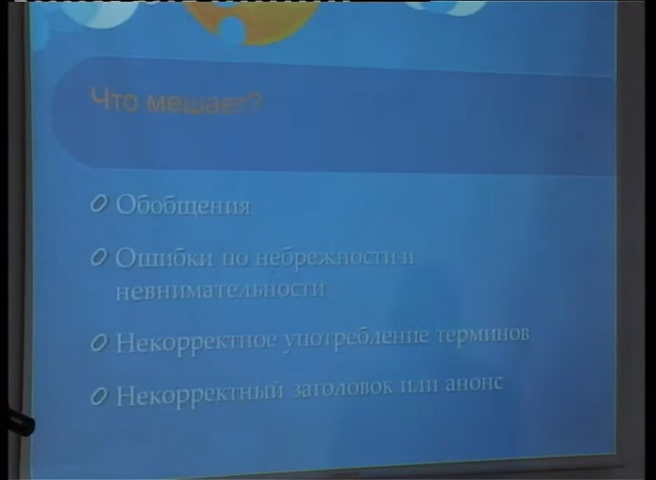 Что мешает?
Обобщения
Ошибки по небрежности и
невнимательности
Некорректное употребление терминов
Некорректный заголовок или анонс